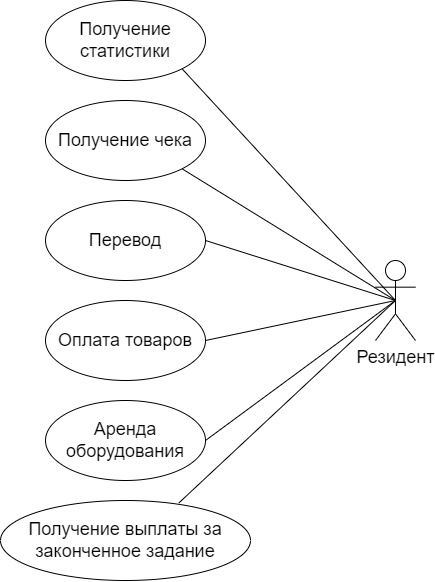 Получение
статистики
Получение чека
Перевод
Резидент
Оплата товаров
Аренда
оборудования
Получение выплаты за
законченное задание